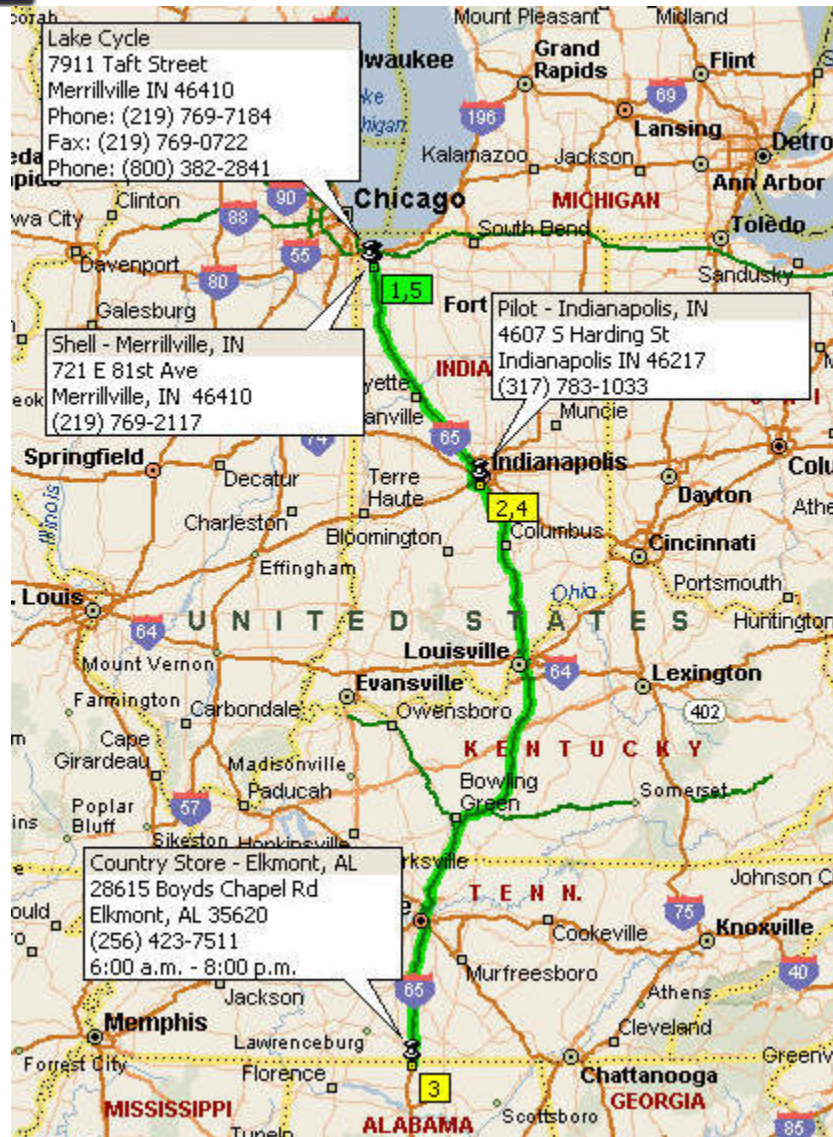 Mount Pleasant
Midland
Lake Cycle
7911 Taft Street
Merrillville IN 46410
Phone: (219) 769-7184
Fax: (219) 769-0722
Phone: (800) 382-2841
Grand
Rapids
Flint
69
196
Lansing
Kalamazoo
Jackson
Ann Arbor
MICHIGAN
Chicago
Clinton
90
88
South Bend
Toledo
Davenport
55
80
Sandusky
Galesburg
1,5
Fort
Shell - Merrillville, IN
721 E 81st Ave
Merrillville, IN 46410
(219) 769-2117
Pilot - Indianapolis, IN
4607 S Harding St
Indianapolis IN 46217
(317) 783-1033
Muncie
65
74
Springfield
Decatur
Terre
Haute
Indianapolis
Dayton
2,4
Charleston
Bloomington
Columbus
Cincinnati
Illinois
Effingham
Portsmouth
Ohio
Huntington
. Louis
UNITED STATES
64
Mount Vernon
Louisville
64
Lexington
Evansville
Farmington
Carbondale
Owensboro
402
Cape
Girardeau
Madisonville
KENTUCKY
Paducah
Bowling
Green
Somerset
57
Poplar
Bluff
Sikeston
Hopkinsville
Country Store - Elkmont, AL
28615 Boyds Chapel Rd
Elkmont, AL 35620
(256) 423-7511
6:00 a.m. - 8:00 p.m.
TENN.
Johnson C
75
Cookeville
Knoxville
Murfreesboro
40
65
Jackson
Athens
Memphis
Lawrenceburg
Cleveland
Forrest City
Florence
Chattanooga
Greenv
3
MISSISSIPPI
ALABAMA
GEORGIA
Scottsboro
Tupelo
85